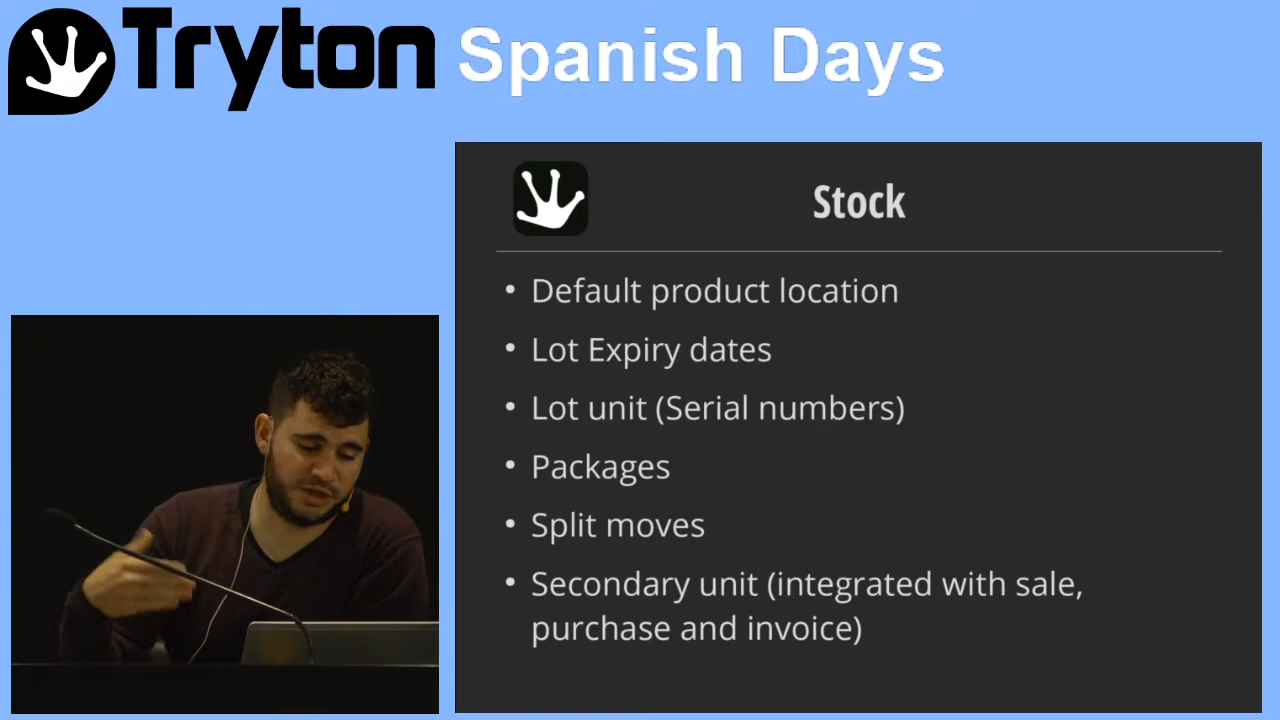 Tryton Spanish Days
Stock
• Default product location
• Lot Expiry dates
• Lot unit (Serial numbers)
• Packages
• Split moves
• Secondary unit (integrated with sale,
purchase and invoice)